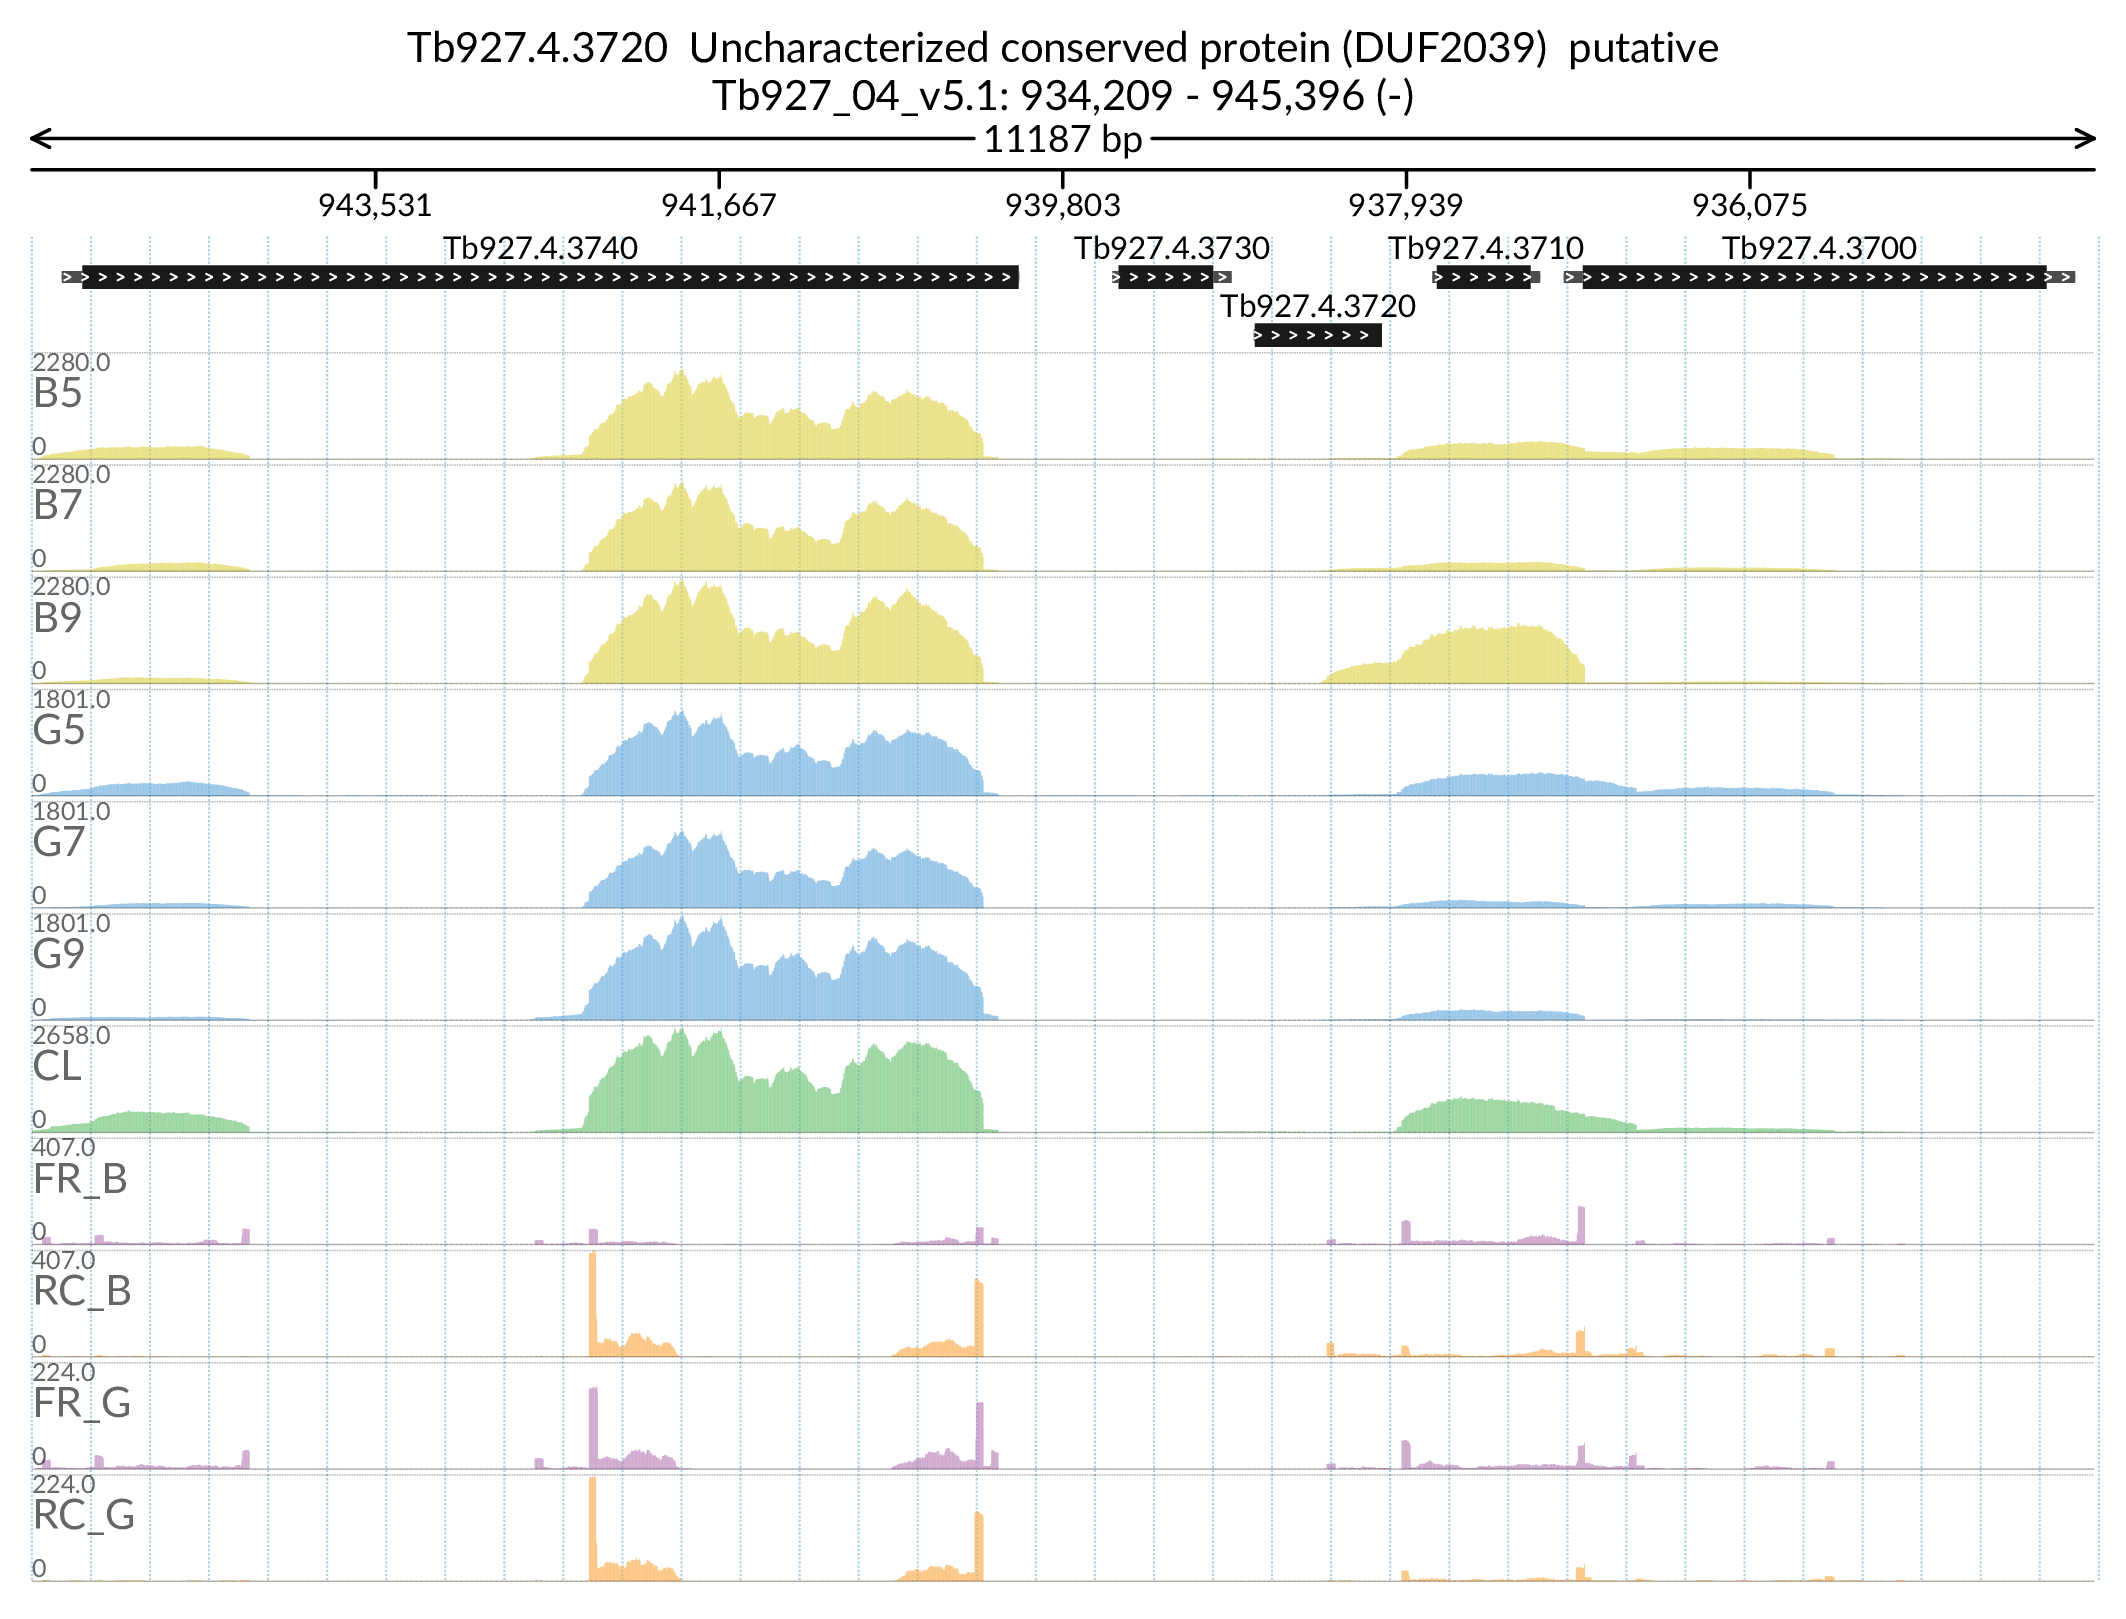 Tb927.4.3720  Uncharacterized conserved protein (DUF2039)  putative
Tb927_04_v5.1: 934,209 - 945,396 (-)
11187 bp
943,531 941,667 939,803 937,939 936,075
Tb927.4.3740 Tb927.4.3730 Tb927.4.3710 Tb927.4.3700
Tb927.4.3720
2280.0
B5
0
2280.0
B7
0
2280.0
B9
0
1801.0
G5
0
1801.0
G7
0
1801.0
G9
0
2658.0
CL
0
407.0
FR_B
0
407.0
RC_B
0
224.0
FR_G
0
224.0
RC_G
0